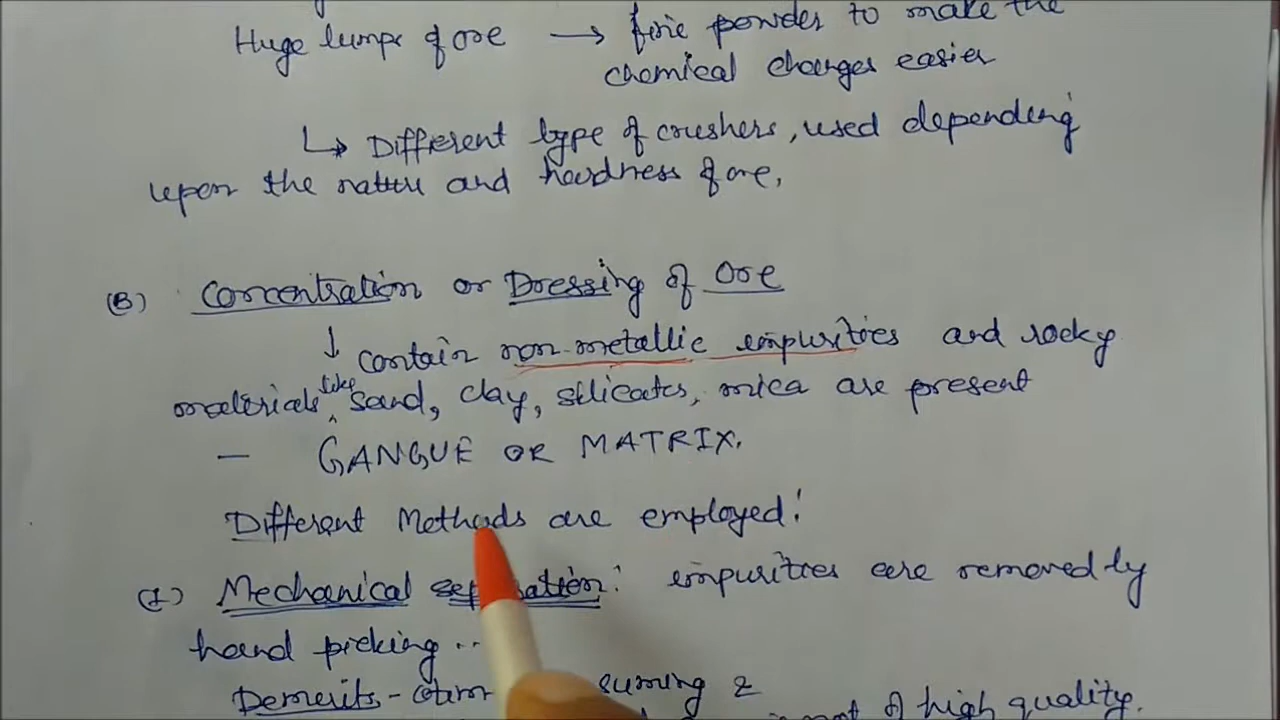 Huge lumps of ore → fine powder to make the
chemical changes easier
↳ Different type of crushers, used depending
upon the nature and hardness of ore,
(B) Concentration or Dressing of Ore
↓ contain non-metallic impurities and rocky
materials like sand, clay, silicates, mica are present
— GANGUE OR MATRIX.
Different Methods are employed:
(1) Mechanical separation: impurities are removed by
hand picking..
Demerits - suming &
not of high quality.